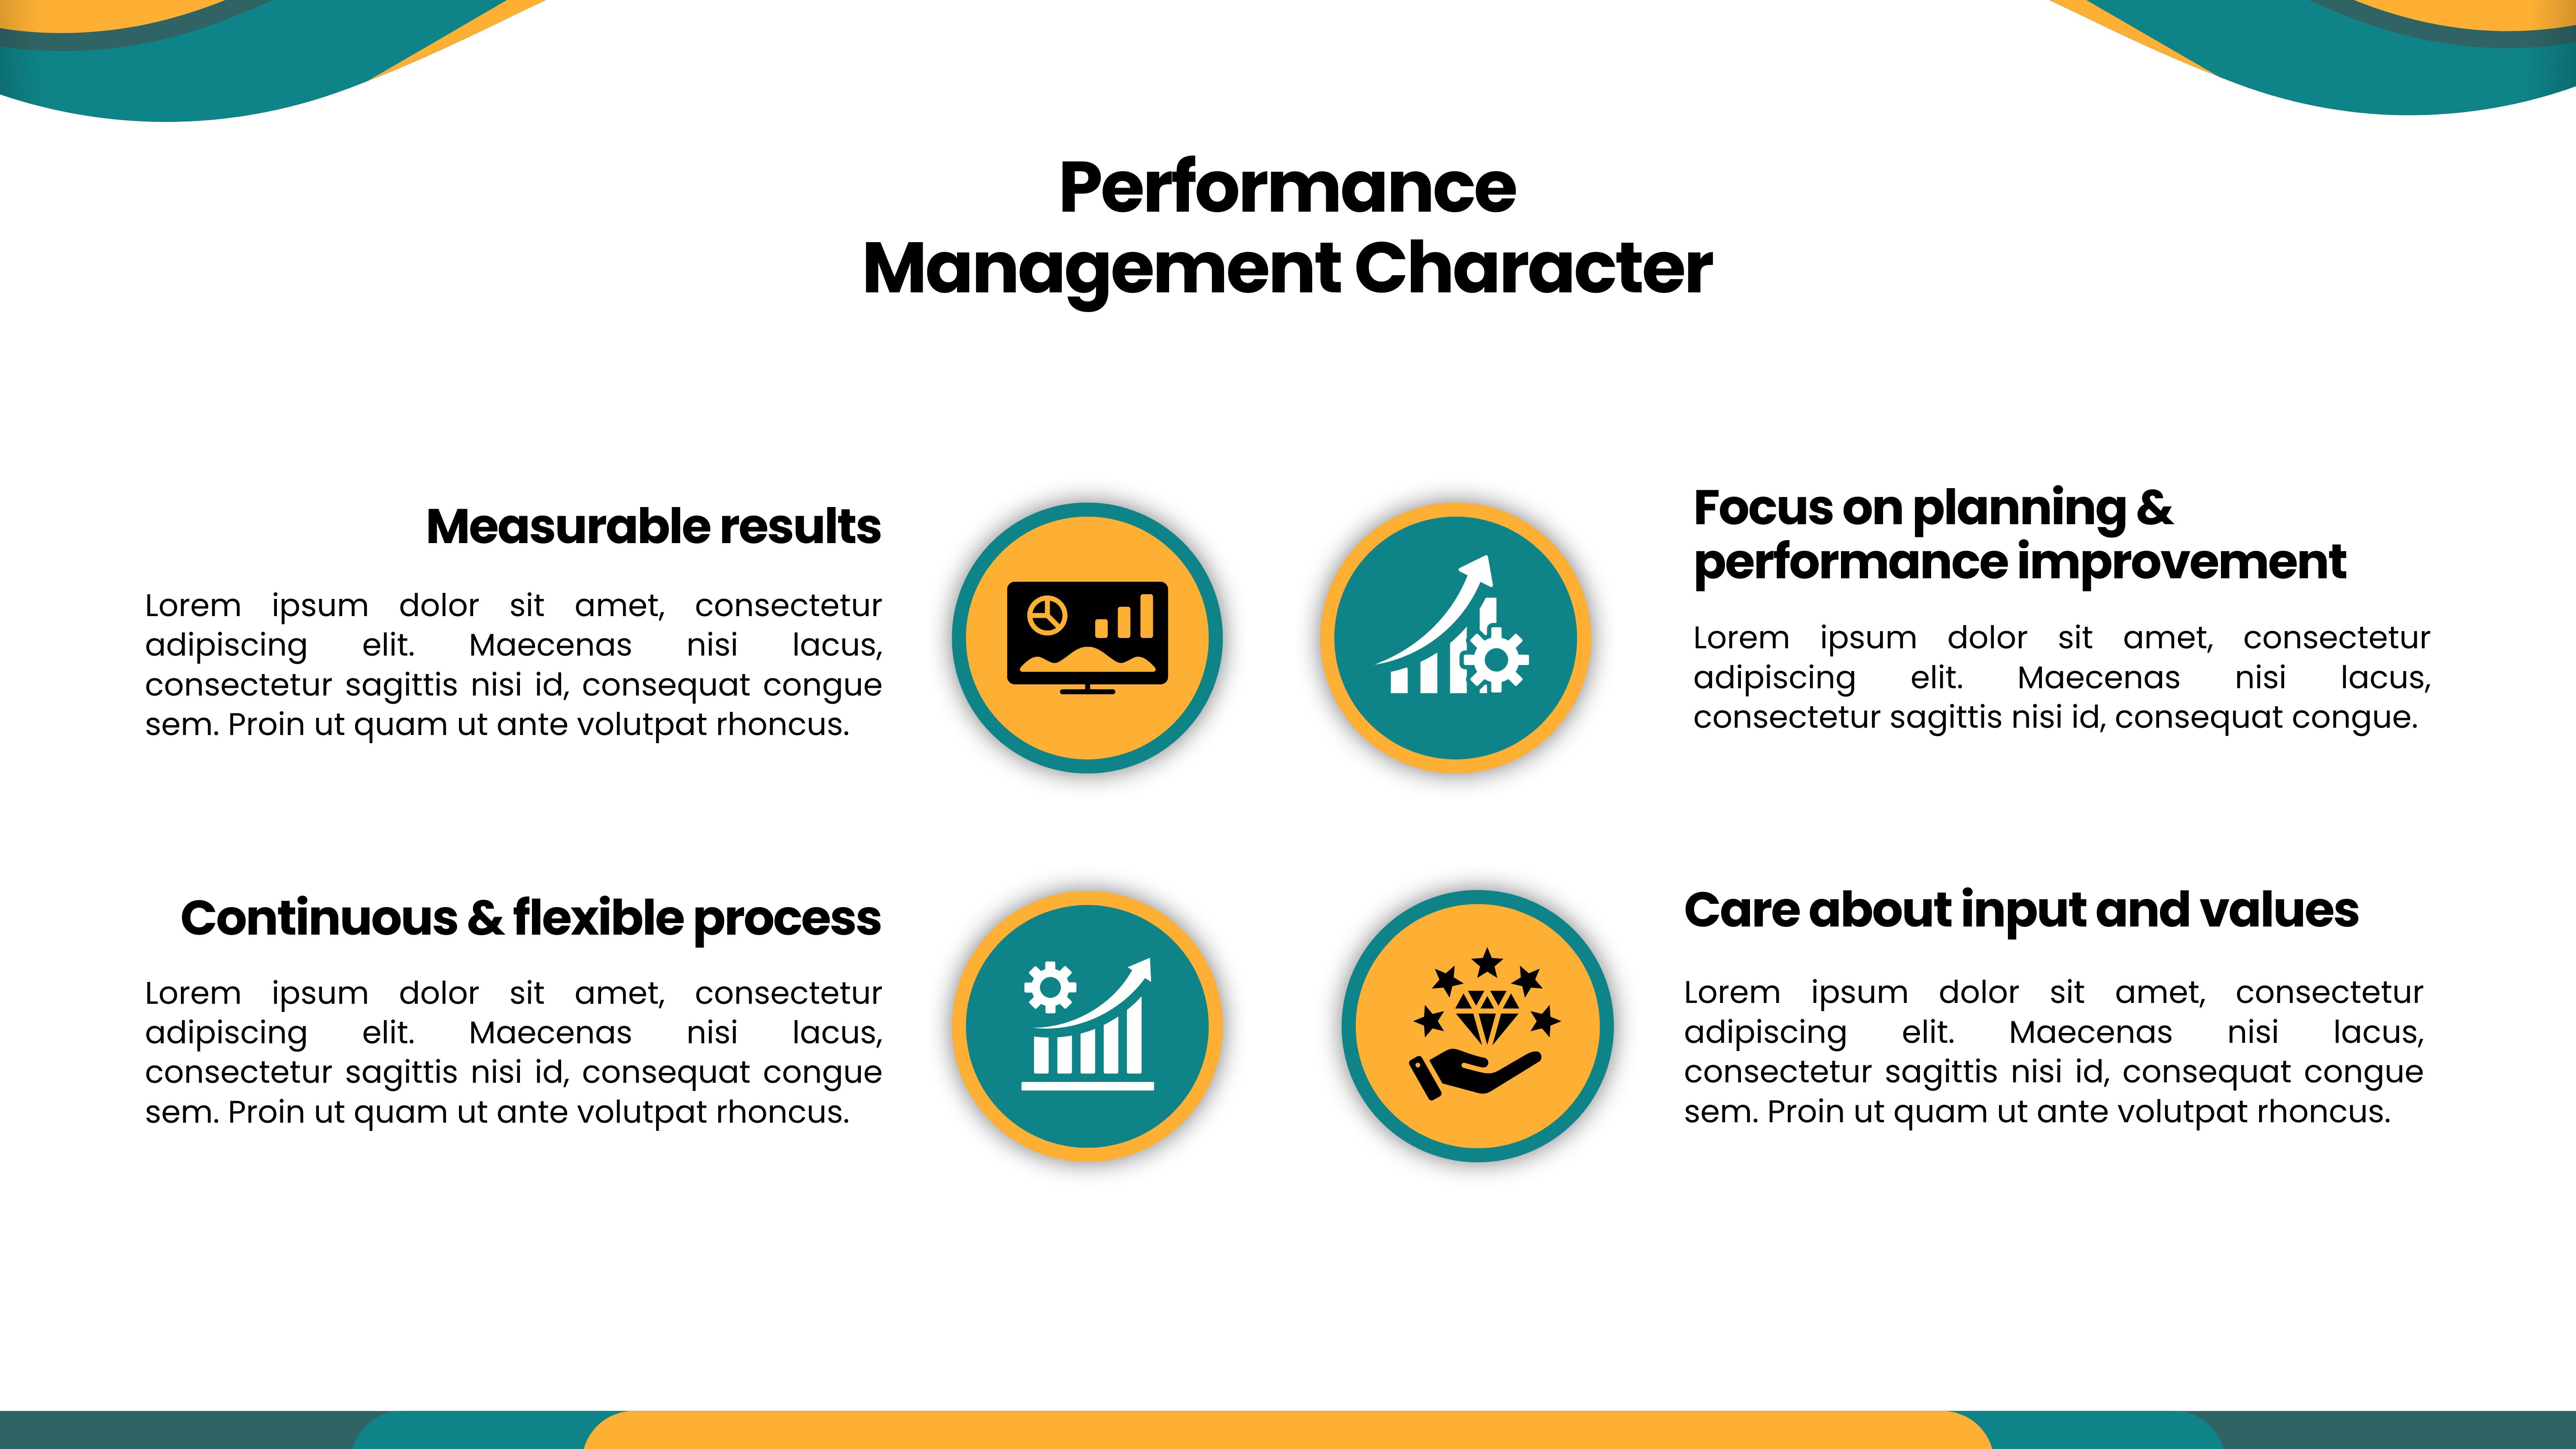 Performance
Management Character
Measurable results
Lorem ipsum dolor sit amet, consectetur
adipiscing elit. Maecenas nisi lacus,
consectetur sagittis nisi id, consequat congue
sem. Proin ut quam ut ante volutpat rhoncus.
Focus on planning &
performance improvement
Lorem ipsum dolor sit amet, consectetur
adipiscing elit. Maecenas nisi lacus,
consectetur sagittis nisi id, consequat congue.
Continuous & flexible process
Lorem ipsum dolor sit amet, consectetur
adipiscing elit. Maecenas nisi lacus,
consectetur sagittis nisi id, consequat congue
sem. Proin ut quam ut ante volutpat rhoncus.
Care about input and values
Lorem ipsum dolor sit amet, consectetur
adipiscing elit. Maecenas nisi lacus,
consectetur sagittis nisi id, consequat congue
sem. Proin ut quam ut ante volutpat rhoncus.